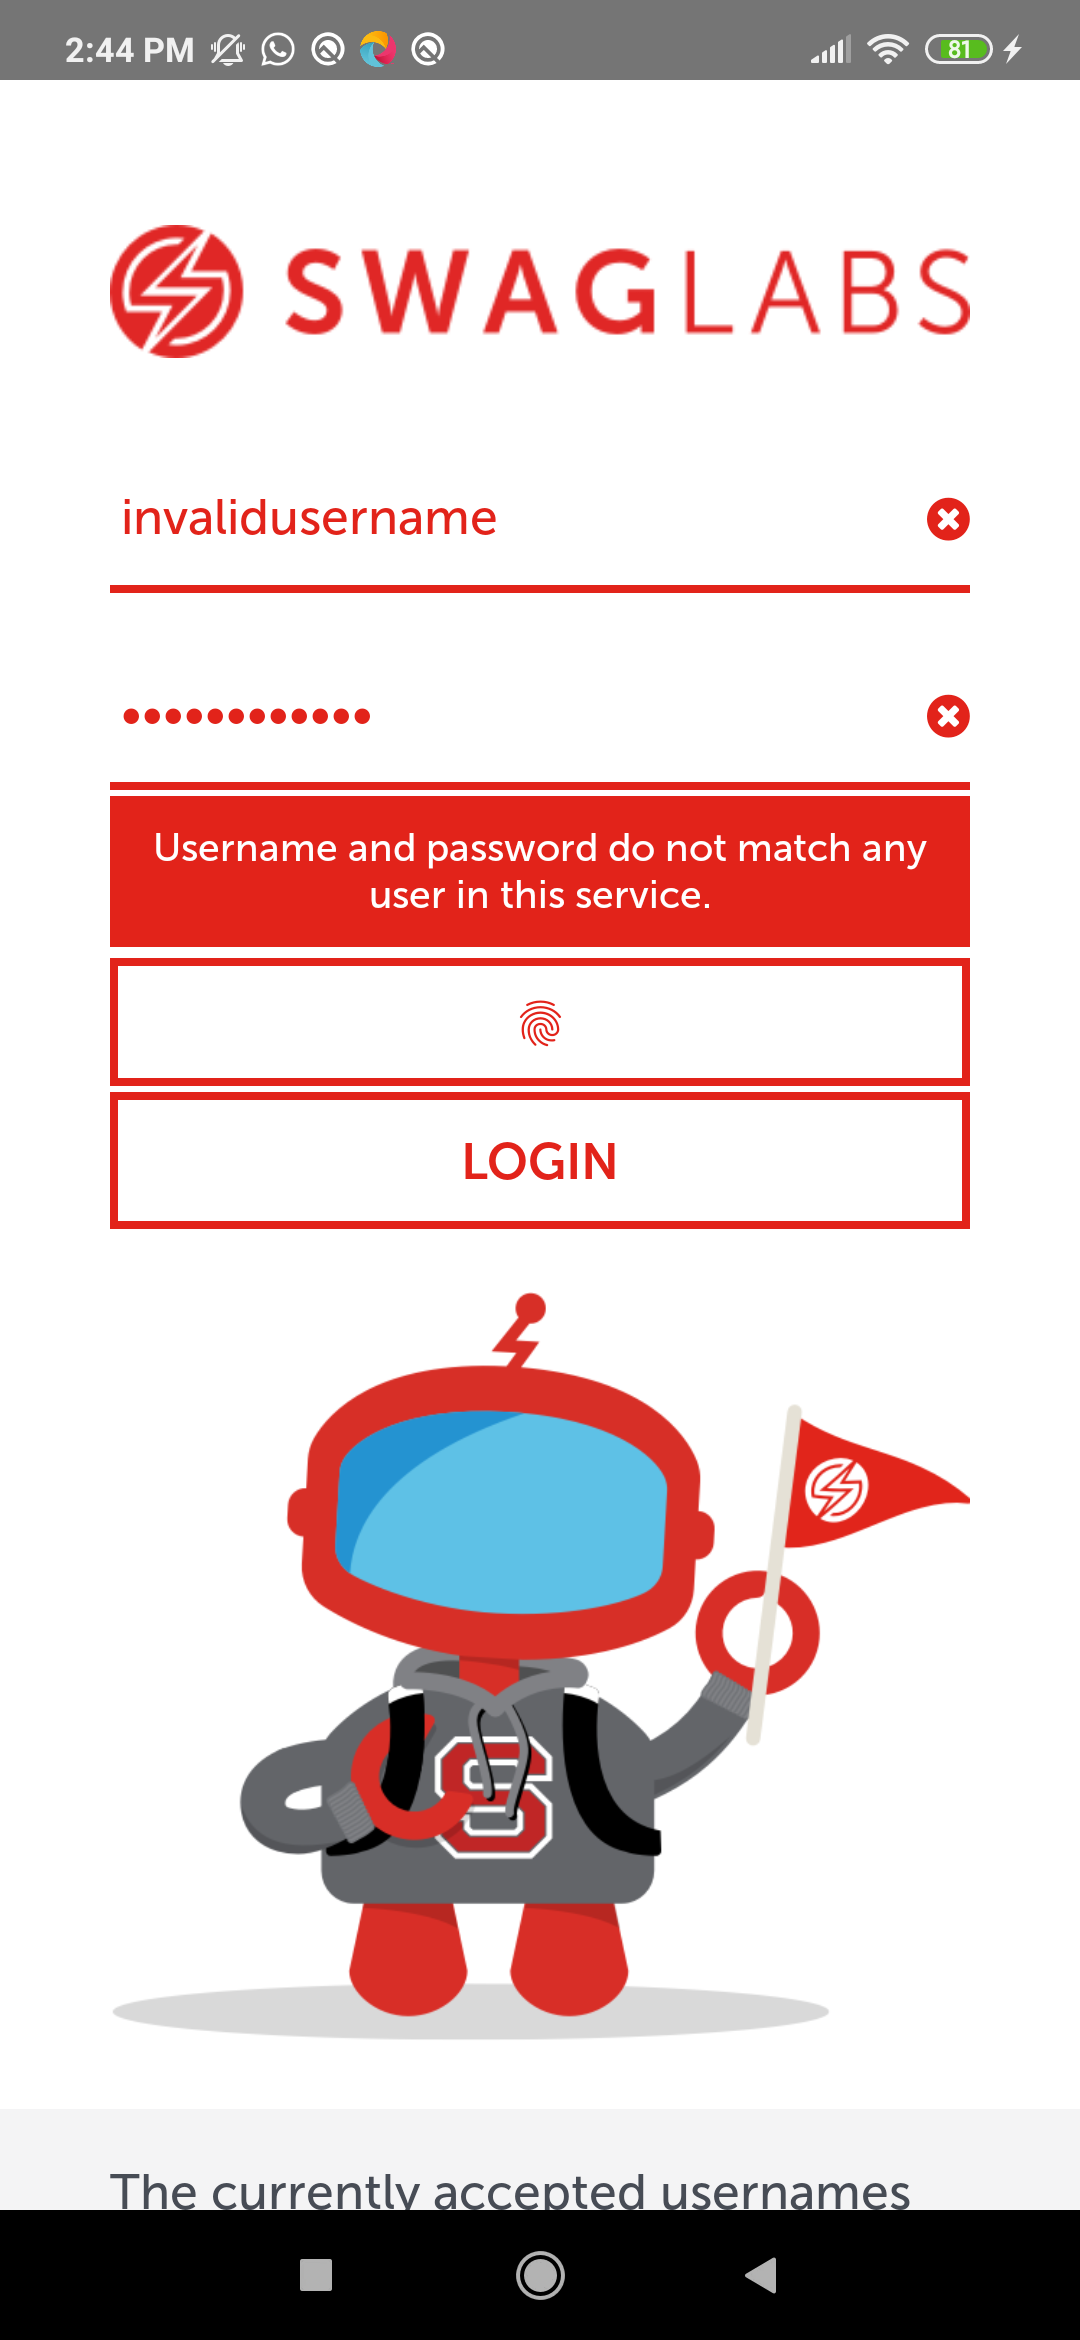 2:44 PM
81
SWAGLABS
invalidusername
••••••••••••
Username and password do not match any
user in this service.
LOGIN
S
The currently accepted usernames